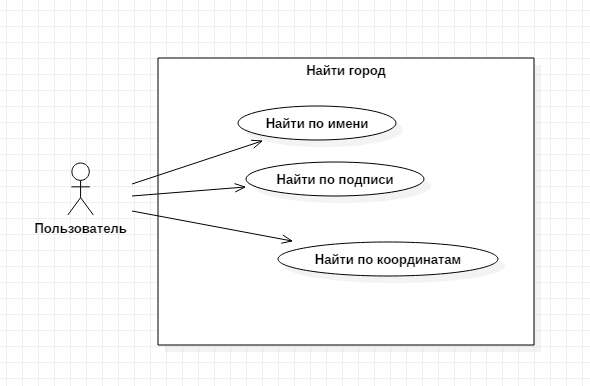 Найти город
Найти по имени
Найти по подписи
Пользователь
Найти по координатам